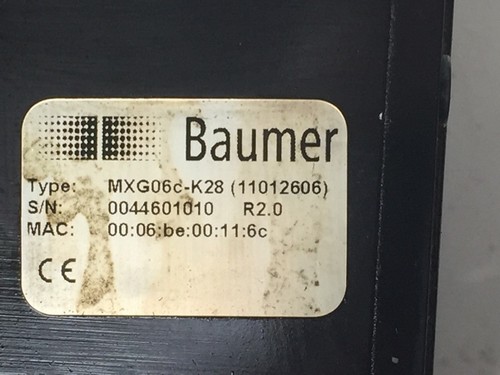 Baumer
Type: MXG06c-K28 (11012606)
S/N: 0044601010 R2.0
MAC: 00:06:be:00:11:6c
CE